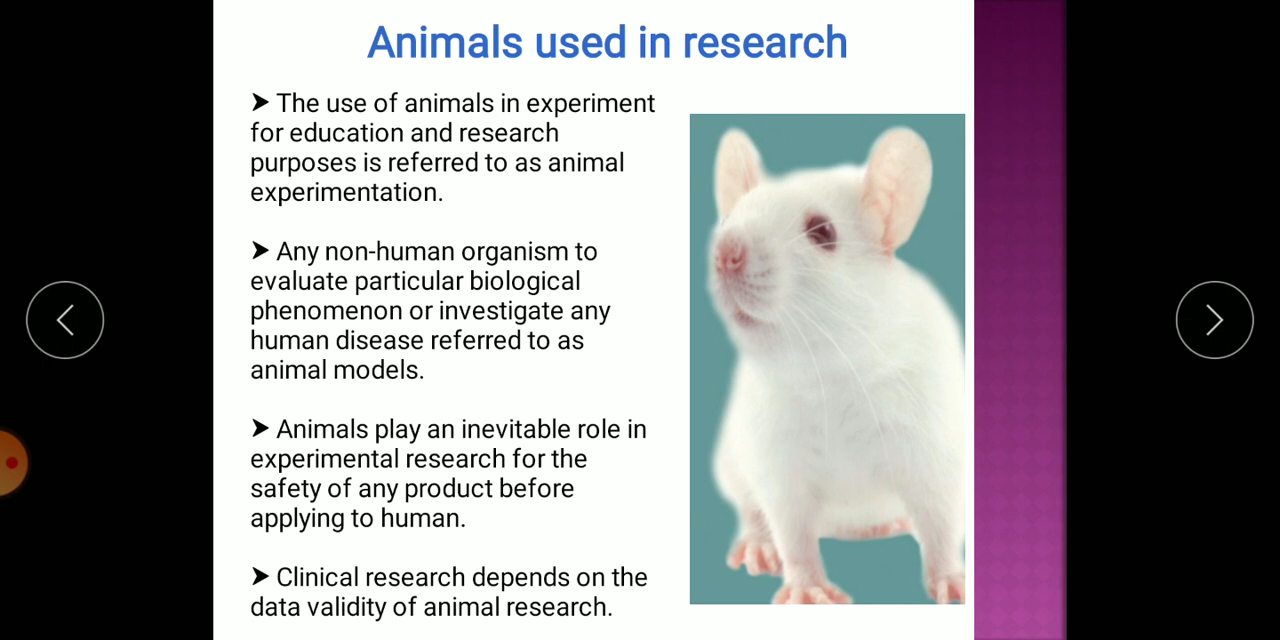 Animals used in research
➤ The use of animals in experiment
for education and research
purposes is referred to as animal
experimentation.
➤ Any non-human organism to
evaluate particular biological
phenomenon or investigate any
human disease referred to as
animal models.
➤ Animals play an inevitable role in
experimental research for the
safety of any product before
applying to human.
➤ Clinical research depends on the
data validity of animal research.